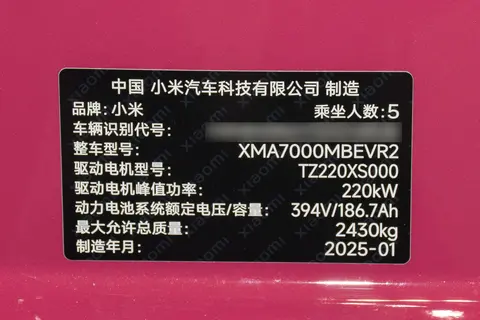 中国 小米汽车科技有限公司 制造
品牌:小米 乘坐人数:5
车辆识别代号:
整车型号: XMA7000MBEVR2
驱动电机型号: TZ220XS000
驱动电机峰值功率: 220kW
动力电池系统额定电压/容量: 394V/186.7Ah
最大允许总质量: 2430kg
制造年月: 2025-01